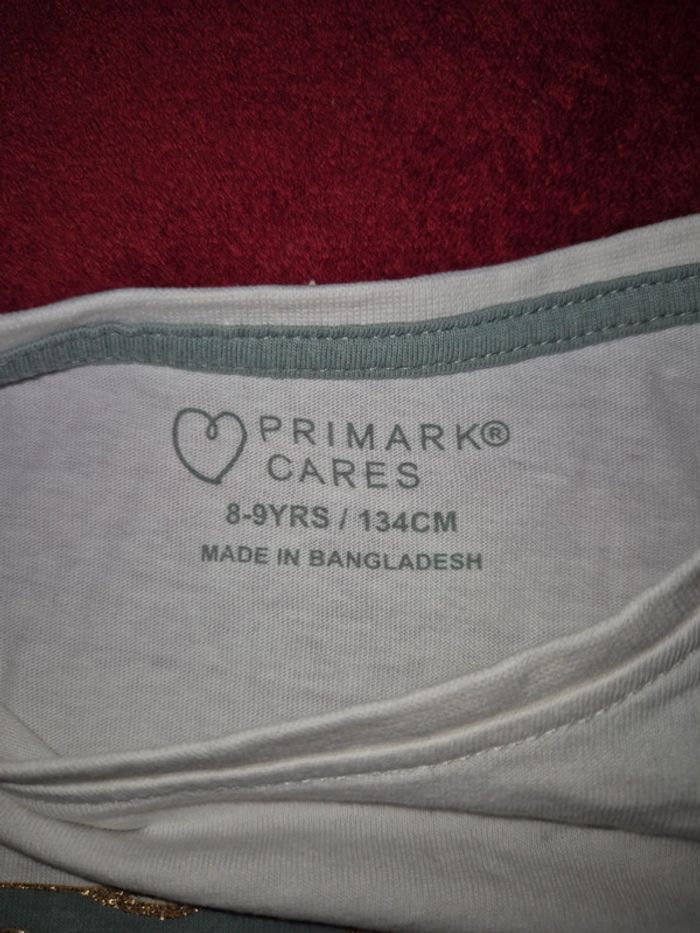 PRIMARK®
CARES
8-9YRS / 134CM
MADE IN BANGLADESH